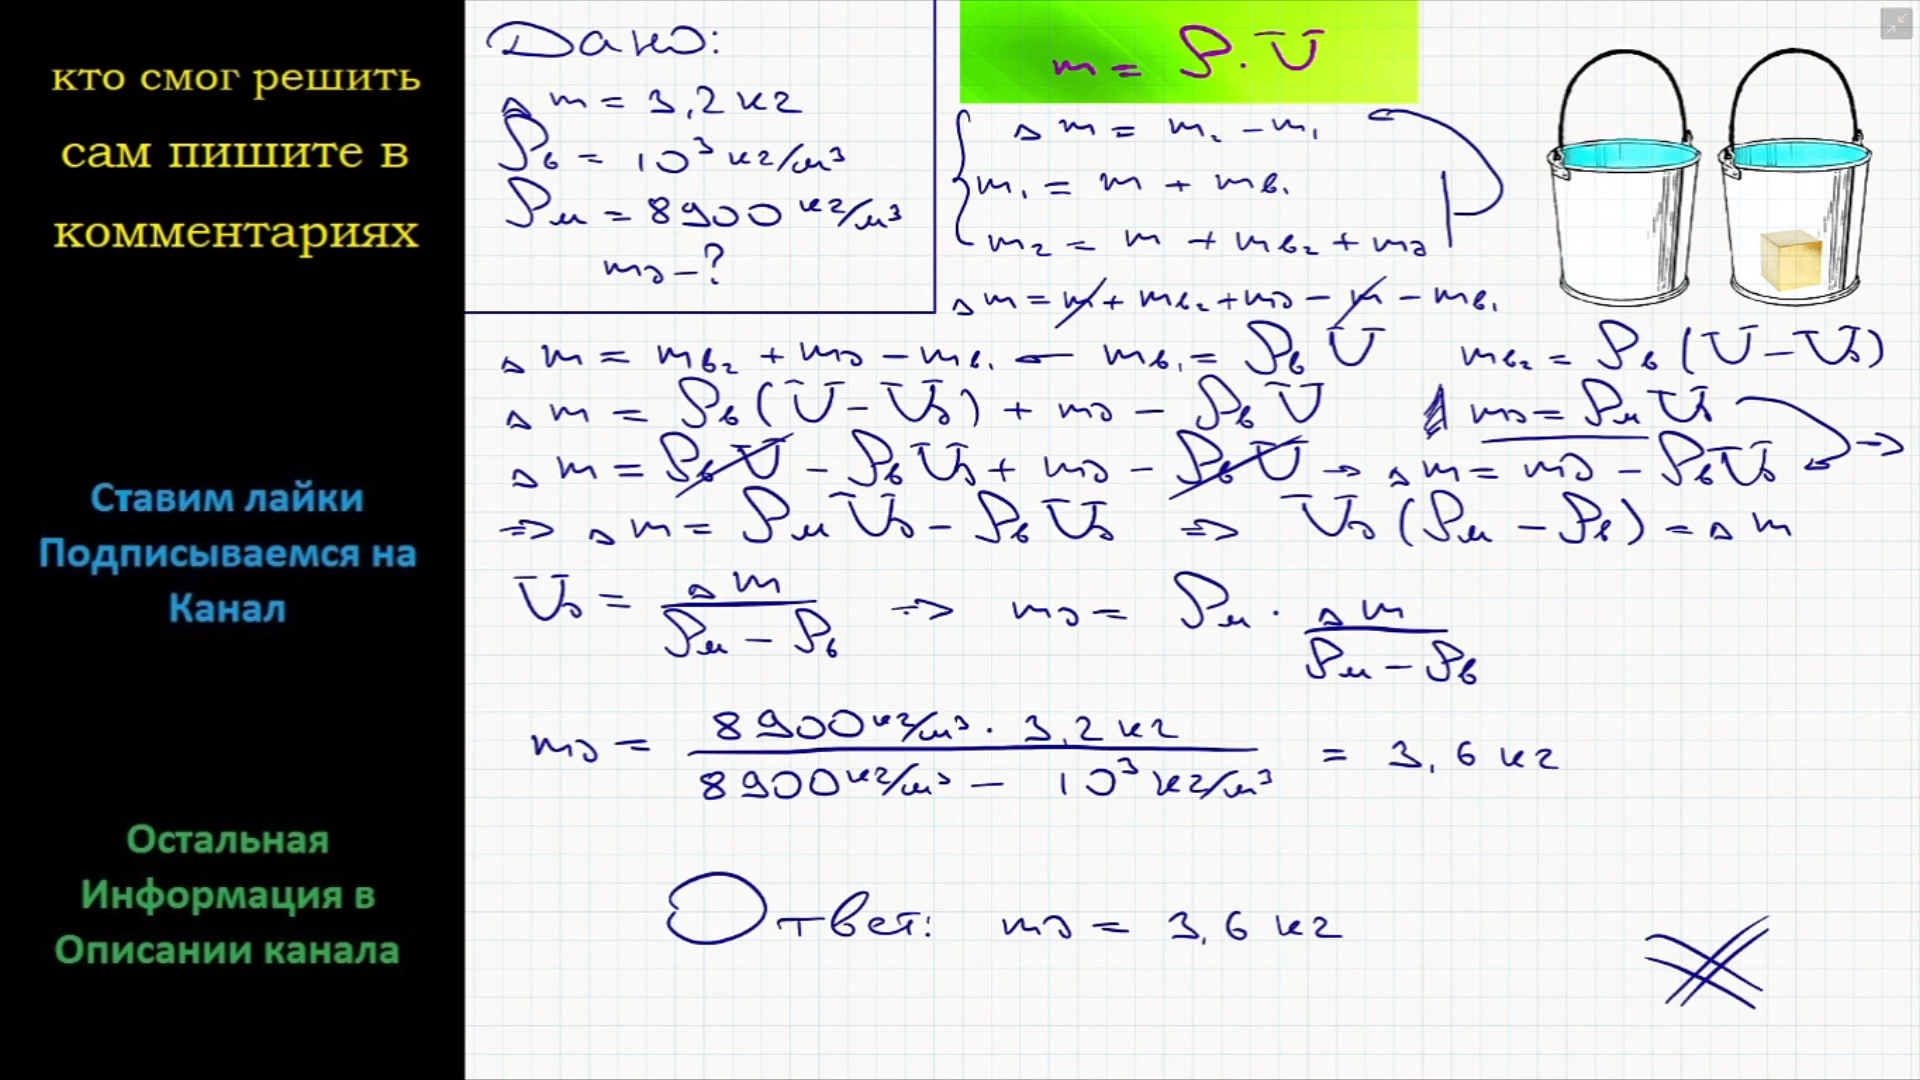 кто смог решить
сам пишите в
комментариях
Ставим лайки
Подписываемся на
Канал
Остальная
Информация в
Описании канала
Дано:
Δm = 3,2 кг
ρв = 10³ кг/м³
ρм = 8900 кг/м³
mд - ?
m = ρ · V
Δm = m₂ - m₁
m₁ = m + mв₁
m₂ = m + mв₂ + mд
Δm = m + mв₂ + mд - m - mв₁
Δm = mв₂ + mд - mв₁ ← mв₁ = ρв V mв₂ = ρв (V - Vд)
Δm = ρв (V - Vд) + mд - ρв V mд = ρм Vд
Δm = ρв V - ρв Vд + mд - ρв V → Δm = mд - ρв Vд ⇒
⇒ Δm = ρм Vд - ρв Vд ⇒ Vд (ρм - ρв) = Δm
Vд = Δm / (ρм - ρв) ⇒ mд = ρм · Δm / (ρм - ρв)
mд = 8900 кг/м³ · 3,2 кг / (8900 кг/м³ - 10³ кг/м³) = 3,6 кг
Ответ: mд = 3,6 кг